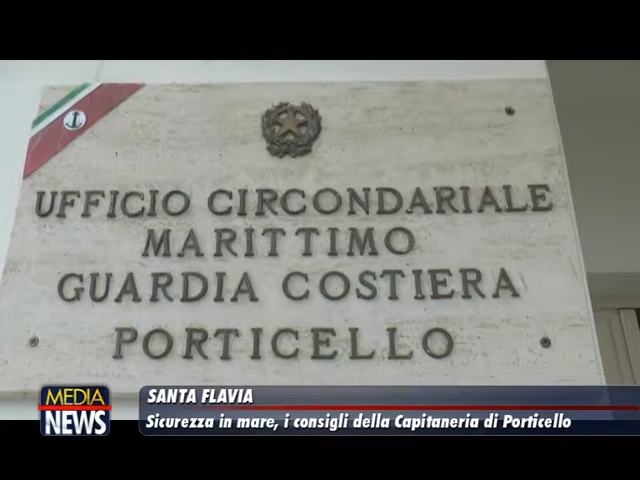 UFFICIO CIRCONDARIALE
MARITTIMO
GUARDIA COSTIERA
PORTICELLO
MEDIA
NEWS
SANTA FLAVIA
Sicurezza in mare, i consigli della Capitaneria di Porticello